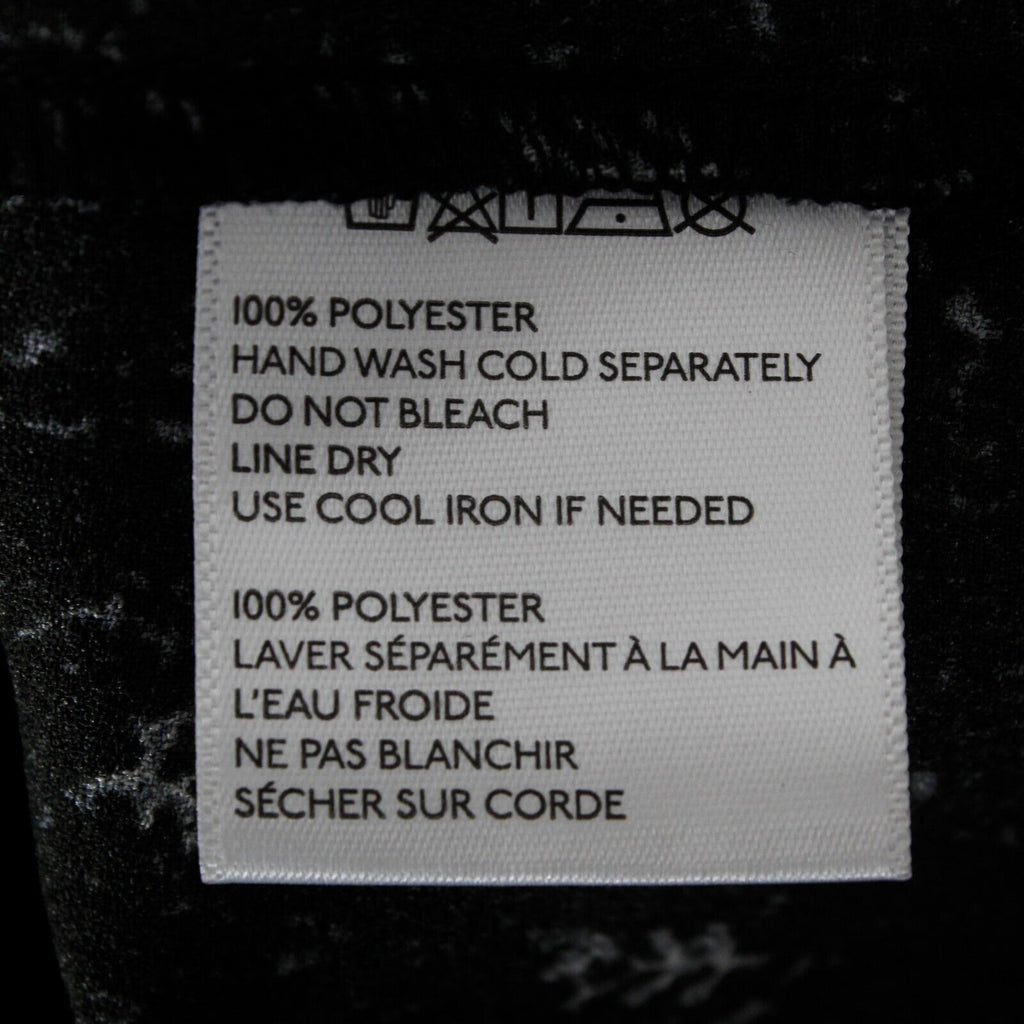 100% POLYESTER
HAND WASH COLD SEPARATELY
DO NOT BLEACH
LINE DRY
USE COOL IRON IF NEEDED
100% POLYESTER
LAVER SÉPARÉMENT À LA MAIN À
L'EAU FROIDE
NE PAS BLANCHIR
SÉCHER SUR CORDE